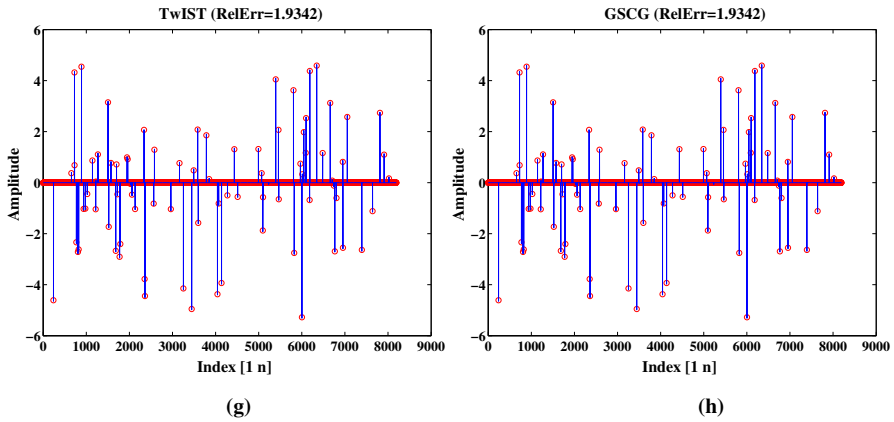 TwIST (RelErr=1.9342)
6
4
2
0
−2
−4
−6
Amplitude
0 1000 2000 3000 4000 5000 6000 7000 8000 9000
Index [1 n]
(g)
GSCG (RelErr=1.9342)
6
4
2
0
−2
−4
−6
Amplitude
0 1000 2000 3000 4000 5000 6000 7000 8000 9000
Index [1 n]
(h)